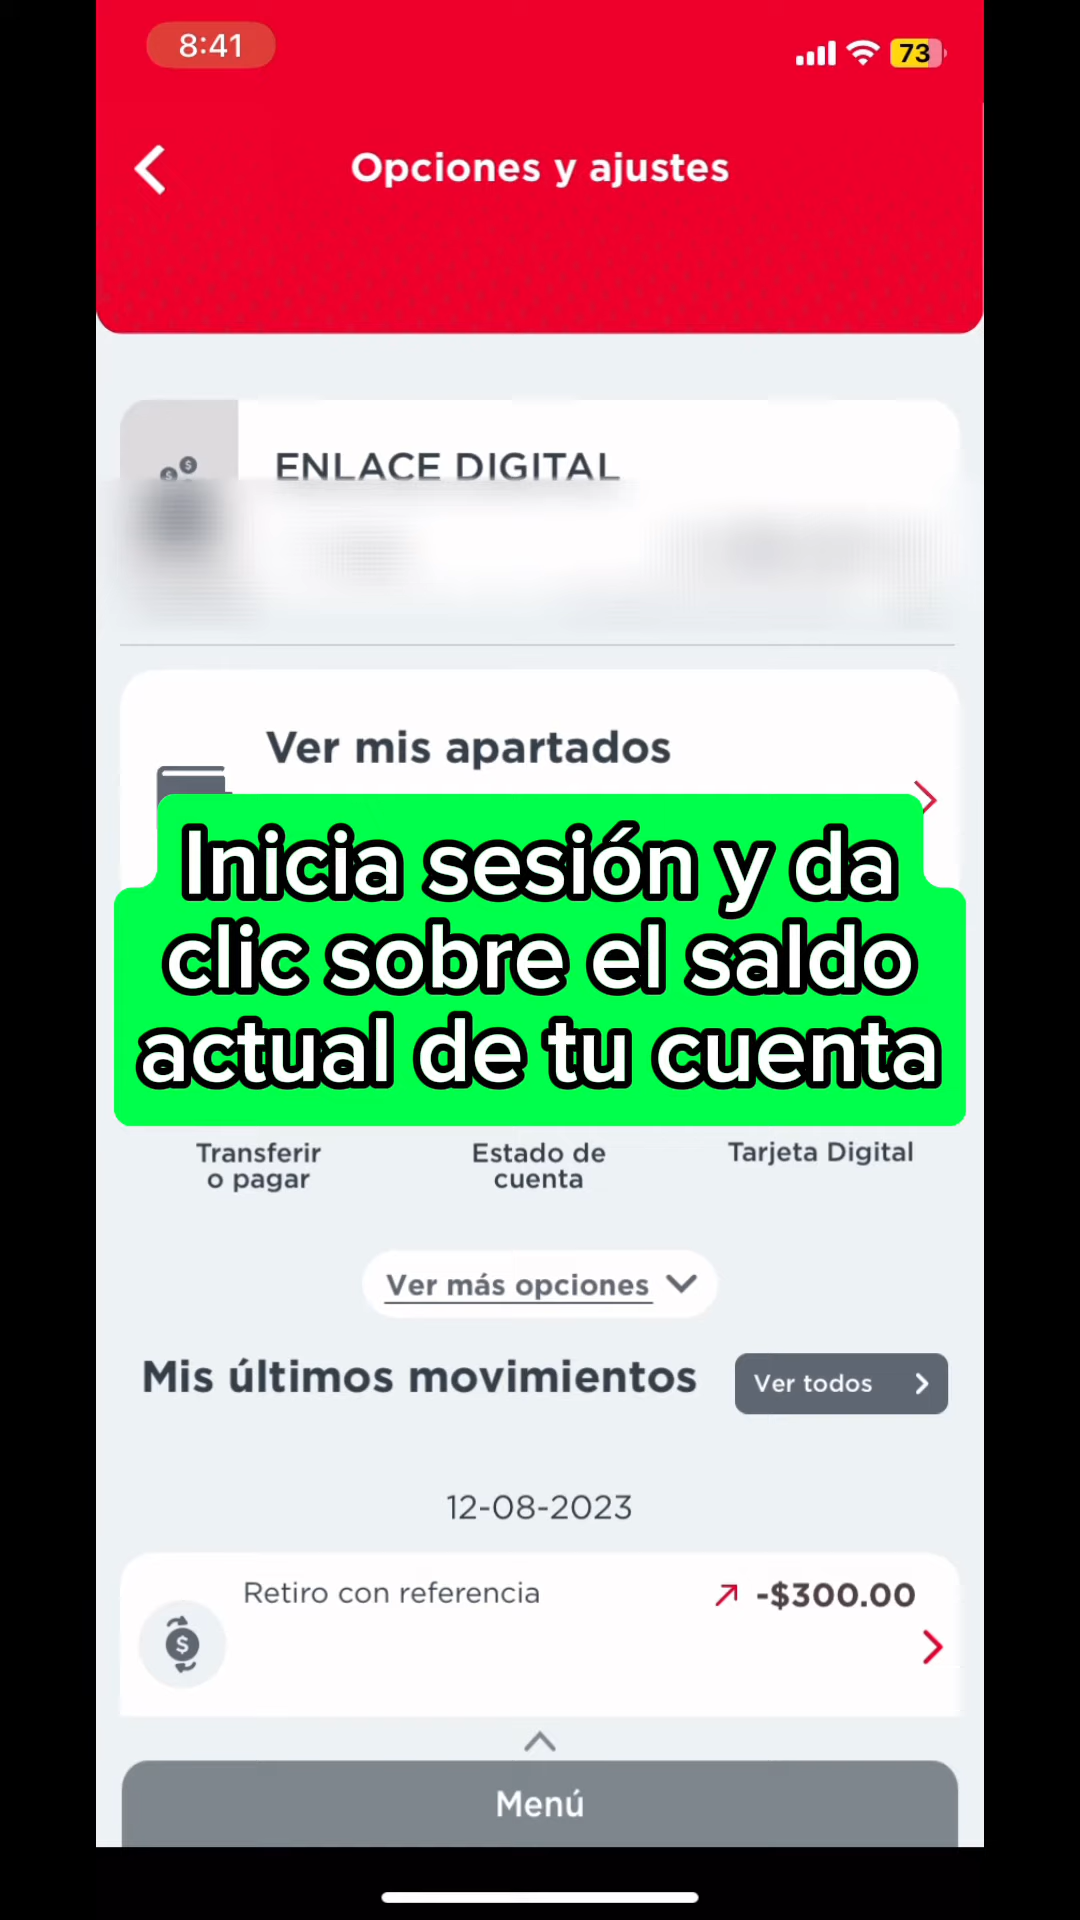 8:41
73
Opciones y ajustes
ENLACE DIGITAL
Ver mis apartados
Inicia sesión y da
clic sobre el saldo
actual de tu cuenta
Transferir
o pagar
Estado de
cuenta
Tarjeta Digital
Ver más opciones
Mis últimos movimientos
Ver todos
12-08-2023
Retiro con referencia
-$300.00
Menú